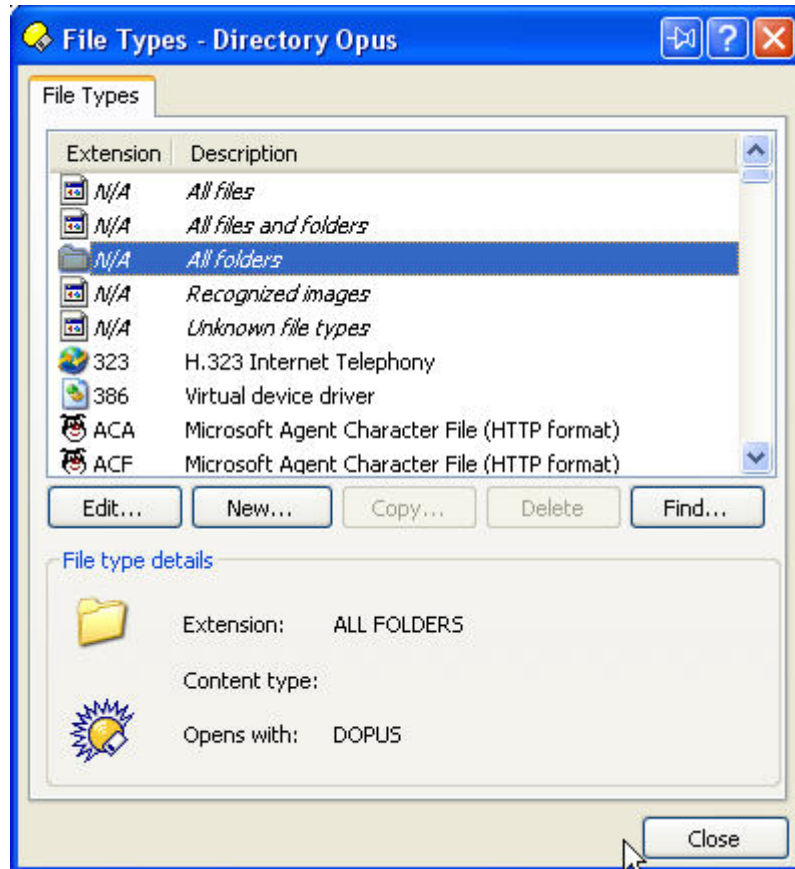 File Types - Directory Opus
File Types
Extension Description
N/A All files
N/A All files and folders
N/A All folders
N/A Recognized images
N/A Unknown file types
323 H.323 Internet Telephony
386 Virtual device driver
ACA Microsoft Agent Character File (HTTP format)
ACF Microsoft Agent Character File (HTTP format)
Edit... New... Copy... Delete Find...
File type details
Extension: ALL FOLDERS
Content type:
Opens with: DOPUS
Close